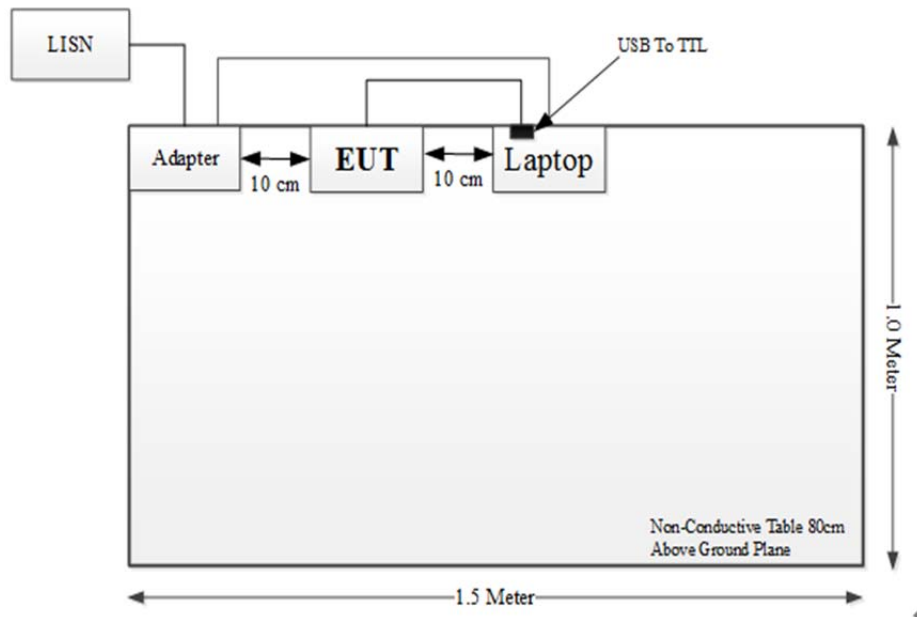 LISN
USB To TTL
Adapter
EUT
Laptop
10 cm
10 cm
1.0 Meter
Non-Conductive Table 80cm
Above Ground Plane
1.5 Meter